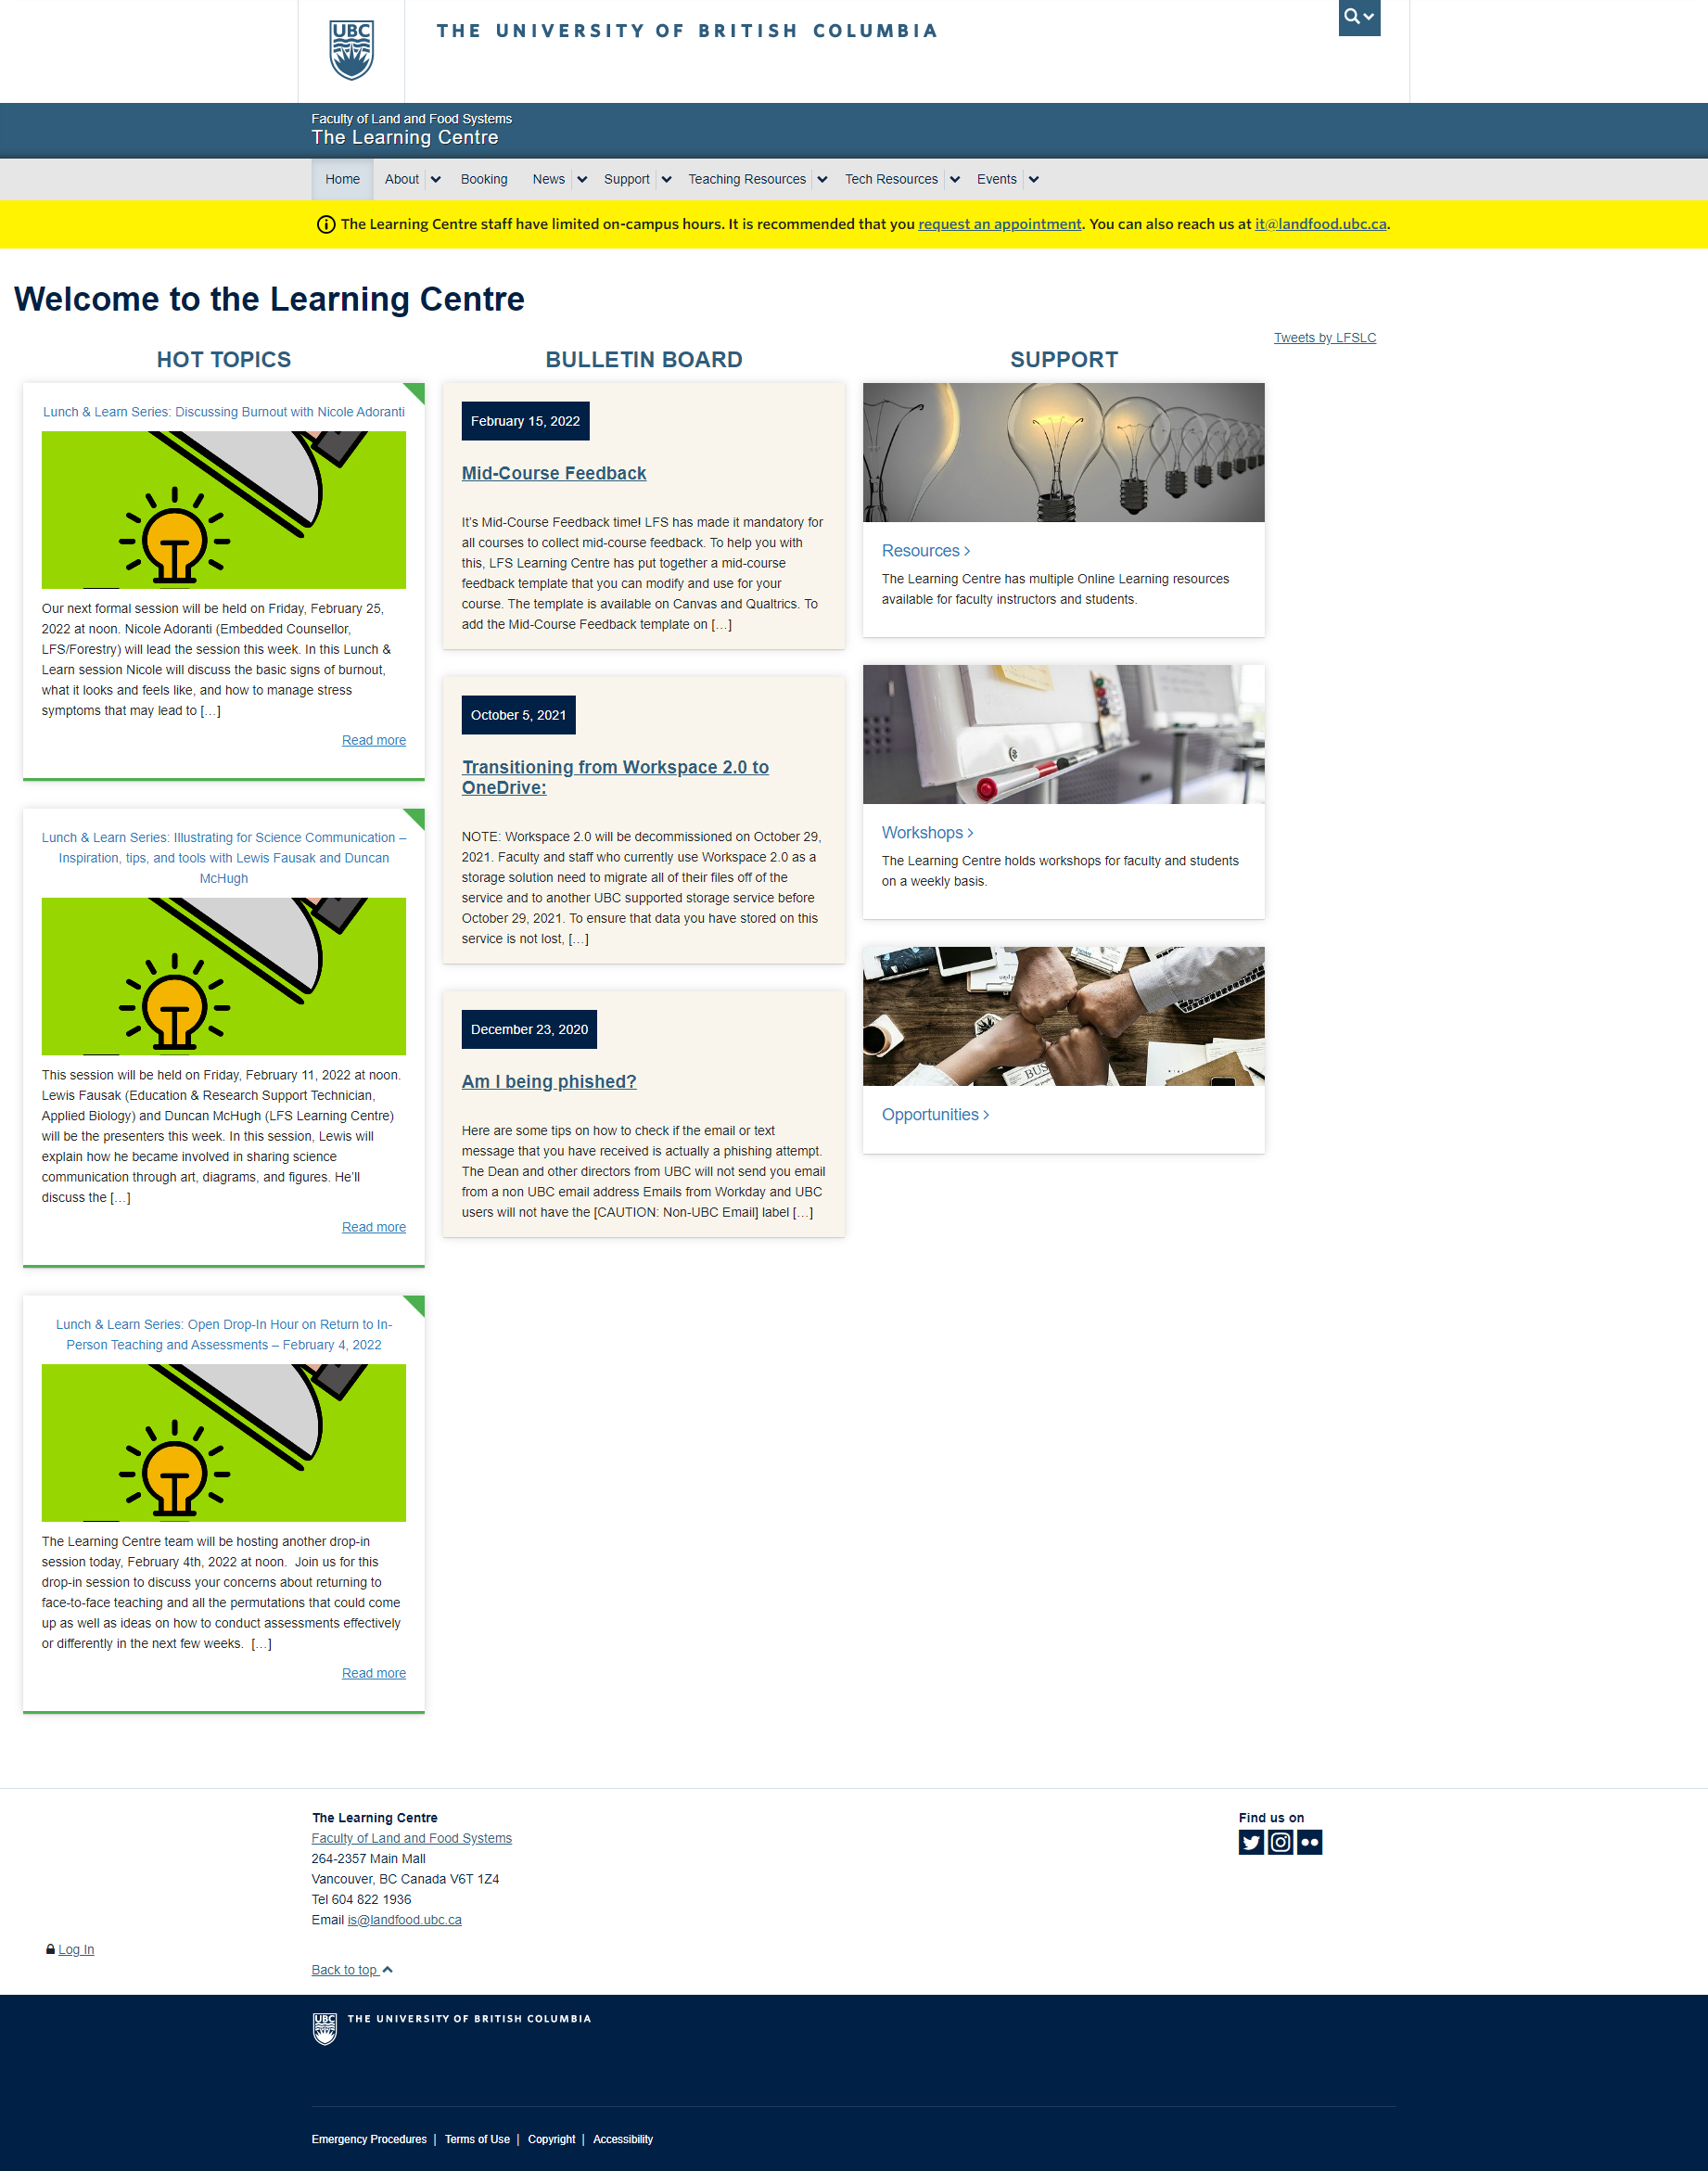 UBC
THE UNIVERSITY OF BRITISH COLUMBIA
Faculty of Land and Food Systems
The Learning Centre
Home About Booking News Support Teaching Resources Tech Resources Events
The Learning Centre staff have limited on-campus hours. It is recommended that you request an appointment. You can also reach us at it@landfood.ubc.ca.
Welcome to the Learning Centre
Tweets by LFSLC
HOT TOPICS
Lunch & Learn Series: Discussing Burnout with Nicole Adoranti
Our next formal session will be held on Friday, February 25,
2022 at noon. Nicole Adoranti (Embedded Counsellor,
LFS/Forestry) will lead the session this week. In this Lunch &
Learn session Nicole will discuss the basic signs of burnout,
what it looks and feels like, and how to manage stress
symptoms that may lead to […]
Read more
Lunch & Learn Series: Illustrating for Science Communication –
Inspiration, tips, and tools with Lewis Fausak and Duncan
McHugh
This session will be held on Friday, February 11, 2022 at noon.
Lewis Fausak (Education & Research Support Technician,
Applied Biology) and Duncan McHugh (LFS Learning Centre)
will be the presenters this week. In this session, Lewis will
explain how he became involved in sharing science
communication through art, diagrams, and figures. He'll
discuss the […]
Read more
Lunch & Learn Series: Open Drop-In Hour on Return to In-
Person Teaching and Assessments – February 4, 2022
The Learning Centre team will be hosting another drop-in
session today, February 4th, 2022 at noon.  Join us for this
drop-in session to discuss your concerns about returning to
face-to-face teaching and all the permutations that could come
up as well as ideas on how to conduct assessments effectively
or differently in the next few weeks.  […]
Read more
BULLETIN BOARD
February 15, 2022
Mid-Course Feedback
It's Mid-Course Feedback time! LFS has made it mandatory for
all courses to collect mid-course feedback. To help you with
this, LFS Learning Centre has put together a mid-course
feedback template that you can modify and use for your
course. The template is available on Canvas and Qualtrics. To
add the Mid-Course Feedback template on […]
October 5, 2021
Transitioning from Workspace 2.0 to
OneDrive:
NOTE: Workspace 2.0 will be decommissioned on October 29,
2021. Faculty and staff who currently use Workspace 2.0 as a
storage solution need to migrate all of their files off of the
service and to another UBC supported storage service before
October 29, 2021. To ensure that data you have stored on this
service is not lost, […]
December 23, 2020
Am I being phished?
Here are some tips on how to check if the email or text
message that you have received is actually a phishing attempt.
The Dean and other directors from UBC will not send you email
from a non UBC email address Emails from Workday and UBC
users will not have the [CAUTION: Non-UBC Email] label […]
SUPPORT
Resources
The Learning Centre has multiple Online Learning resources
available for faculty instructors and students.
Workshops
The Learning Centre holds workshops for faculty and students
on a weekly basis.
BUS
Opportunities
The Learning Centre
Faculty of Land and Food Systems
264-2357 Main Mall
Vancouver, BC Canada V6T 1Z4
Tel 604 822 1936
Email is@landfood.ubc.ca
Find us on
Log In
Back to top
UBC
THE UNIVERSITY OF BRITISH COLUMBIA
Emergency Procedures | Terms of Use | Copyright | Accessibility